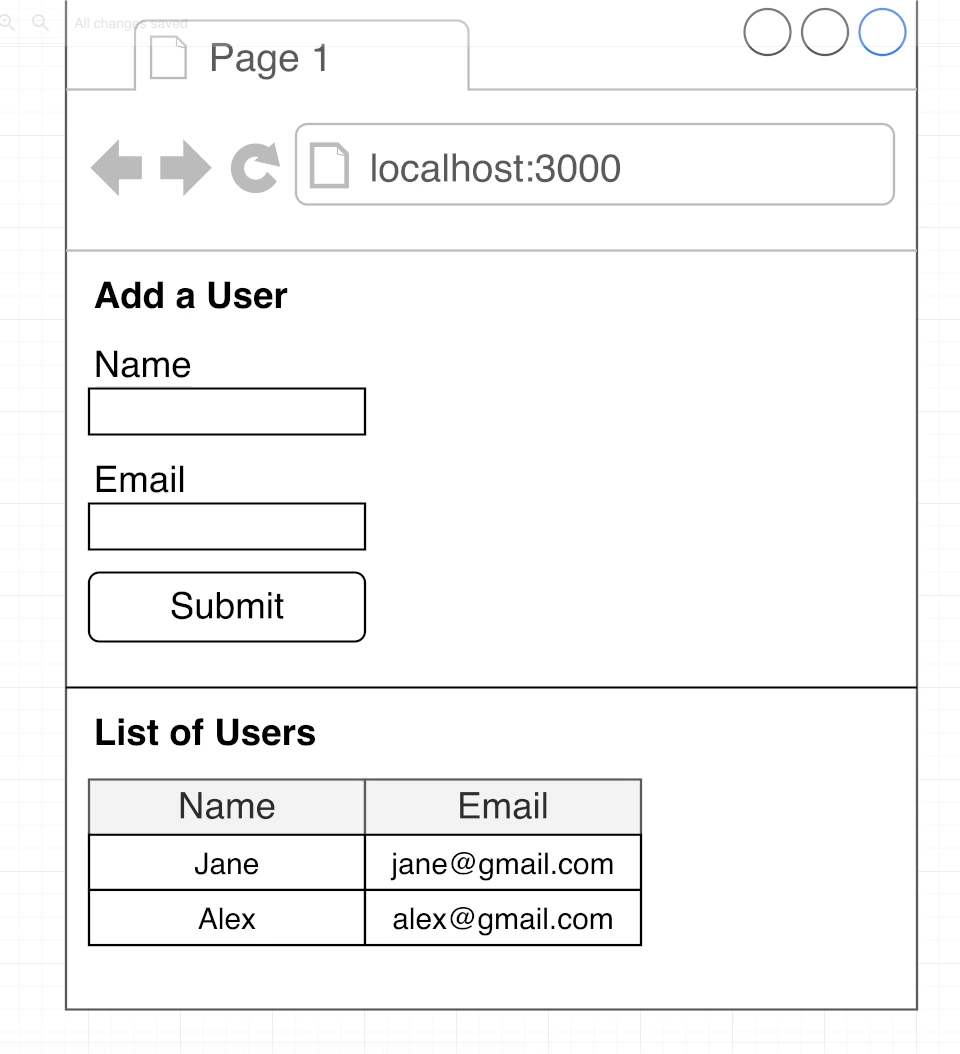 All changes saved
Page 1
localhost:3000
Add a User
Name
Email
Submit
List of Users
Name Email
Jane jane@gmail.com
Alex alex@gmail.com